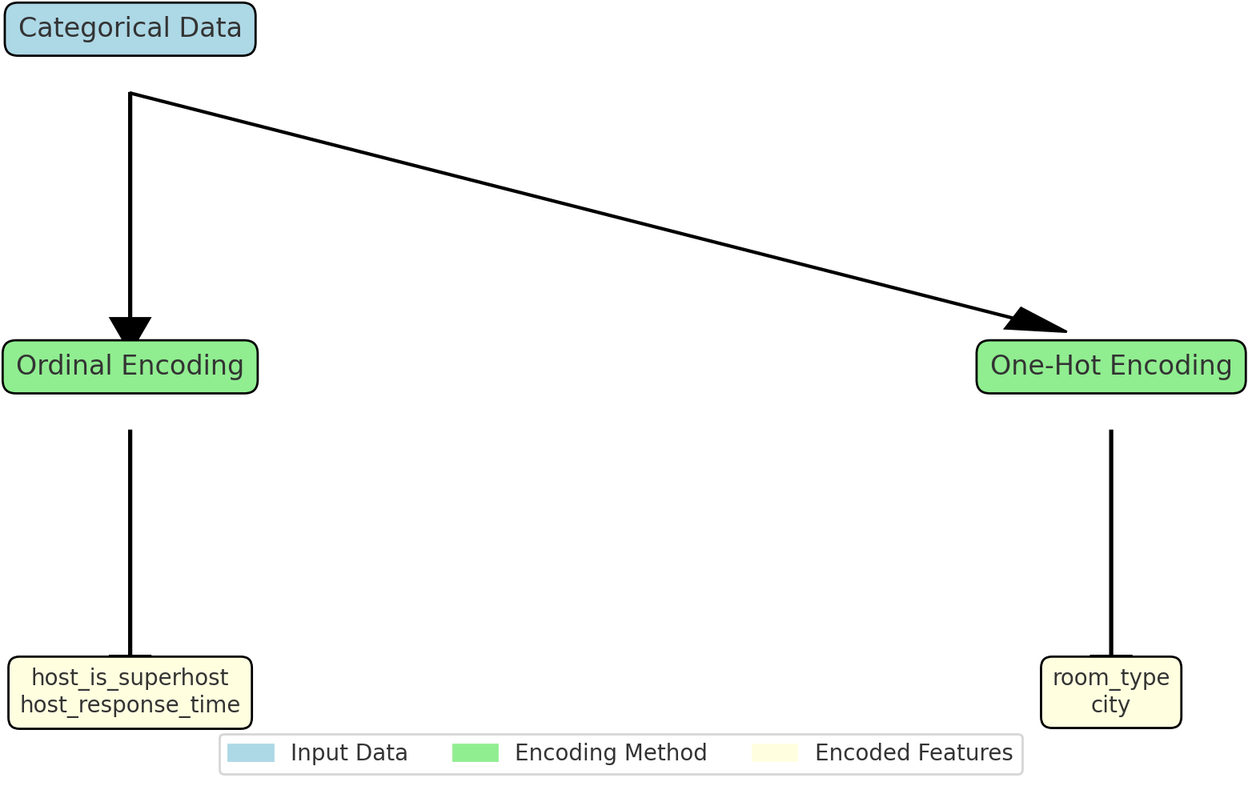 Categorical Data
Ordinal Encoding
One-Hot Encoding
host_is_superhost
host_response_time
room_type
city
Input Data
Encoding Method
Encoded Features